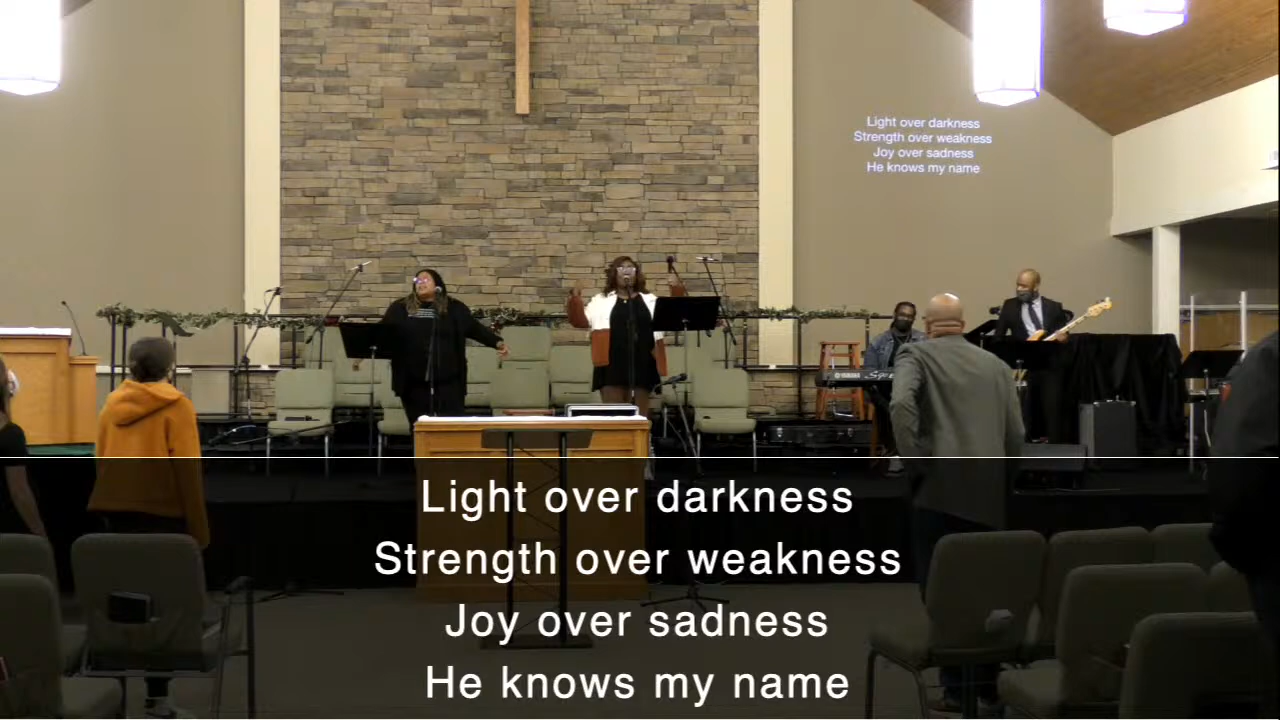 Light over darkness
Strength over weakness
Joy over sadness
He knows my name
YAMAHA
Light over darkness
Strength over weakness
Joy over sadness
He knows my name